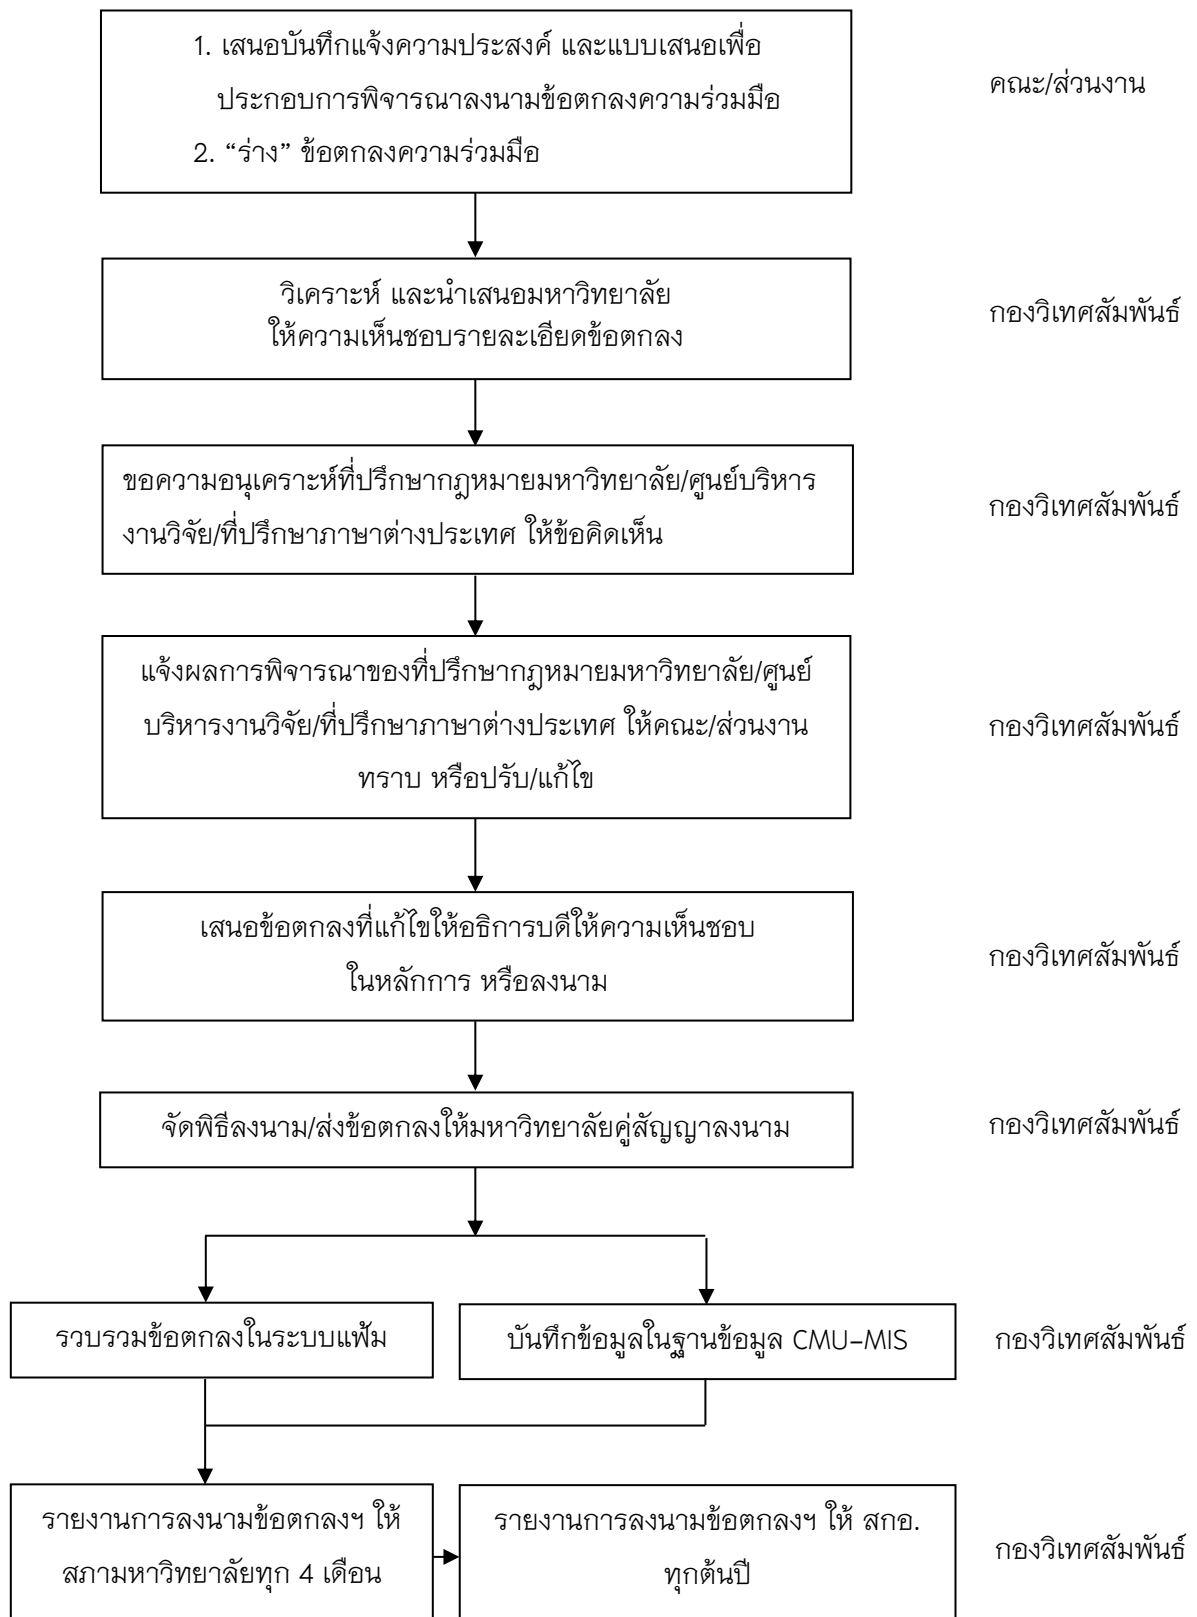 1. เสนอบันทึกแจ้งความประสงค์ และแบบเสนอเพื่อ
ประกอบการพิจารณาลงนามข้อตกลงความร่วมมือ
2. “ร่าง” ข้อตกลงความร่วมมือ
คณะ/ส่วนงาน
วิเคราะห์ และนำเสนอมหาวิทยาลัย
ให้ความเห็นชอบรายละเอียดข้อตกลง
กองวิเทศสัมพันธ์
ขอความอนุเคราะห์ที่ปรึกษากฎหมายมหาวิทยาลัย/ศูนย์บริหาร
งานวิจัย/ที่ปรึกษาภาษาต่างประเทศ ให้ข้อคิดเห็น
กองวิเทศสัมพันธ์
แจ้งผลการพิจารณาของที่ปรึกษากฎหมายมหาวิทยาลัย/ศูนย์
บริหารงานวิจัย/ที่ปรึกษาภาษาต่างประเทศ ให้คณะ/ส่วนงาน
ทราบ หรือปรับ/แก้ไข
กองวิเทศสัมพันธ์
เสนอข้อตกลงที่แก้ไขให้อธิการบดีให้ความเห็นชอบ
ในหลักการ หรือลงนาม
กองวิเทศสัมพันธ์
จัดพิธีลงนาม/ส่งข้อตกลงให้มหาวิทยาลัยคู่สัญญาลงนาม
กองวิเทศสัมพันธ์
รวบรวมข้อตกลงในระบบแฟ้ม
บันทึกข้อมูลในฐานข้อมูล CMU-MIS
กองวิเทศสัมพันธ์
รายงานการลงนามข้อตกลงฯ ให้
สภามหาวิทยาลัยทุก 4 เดือน
รายงานการลงนามข้อตกลงฯ ให้ สกอ.
ทุกต้นปี
กองวิเทศสัมพันธ์